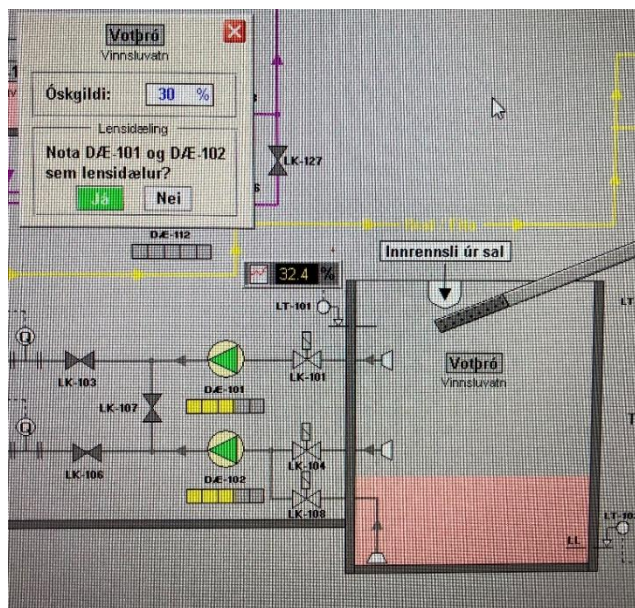 Votþró
Vinnsluvatn
Óskgildi:
30 %
Lensidæling
Nota DÆ-101 og DÆ-102
sem lensidælur?
Já
Nei
LK-127
DÆ-112
32.4 %
Innrennsli úr sal
LT-101
Votþró
Vinnsluvatn
LK-103
DÆ-101
LK-101
LK-107
LK-106
DÆ-102
LK-104
LK-108
LL